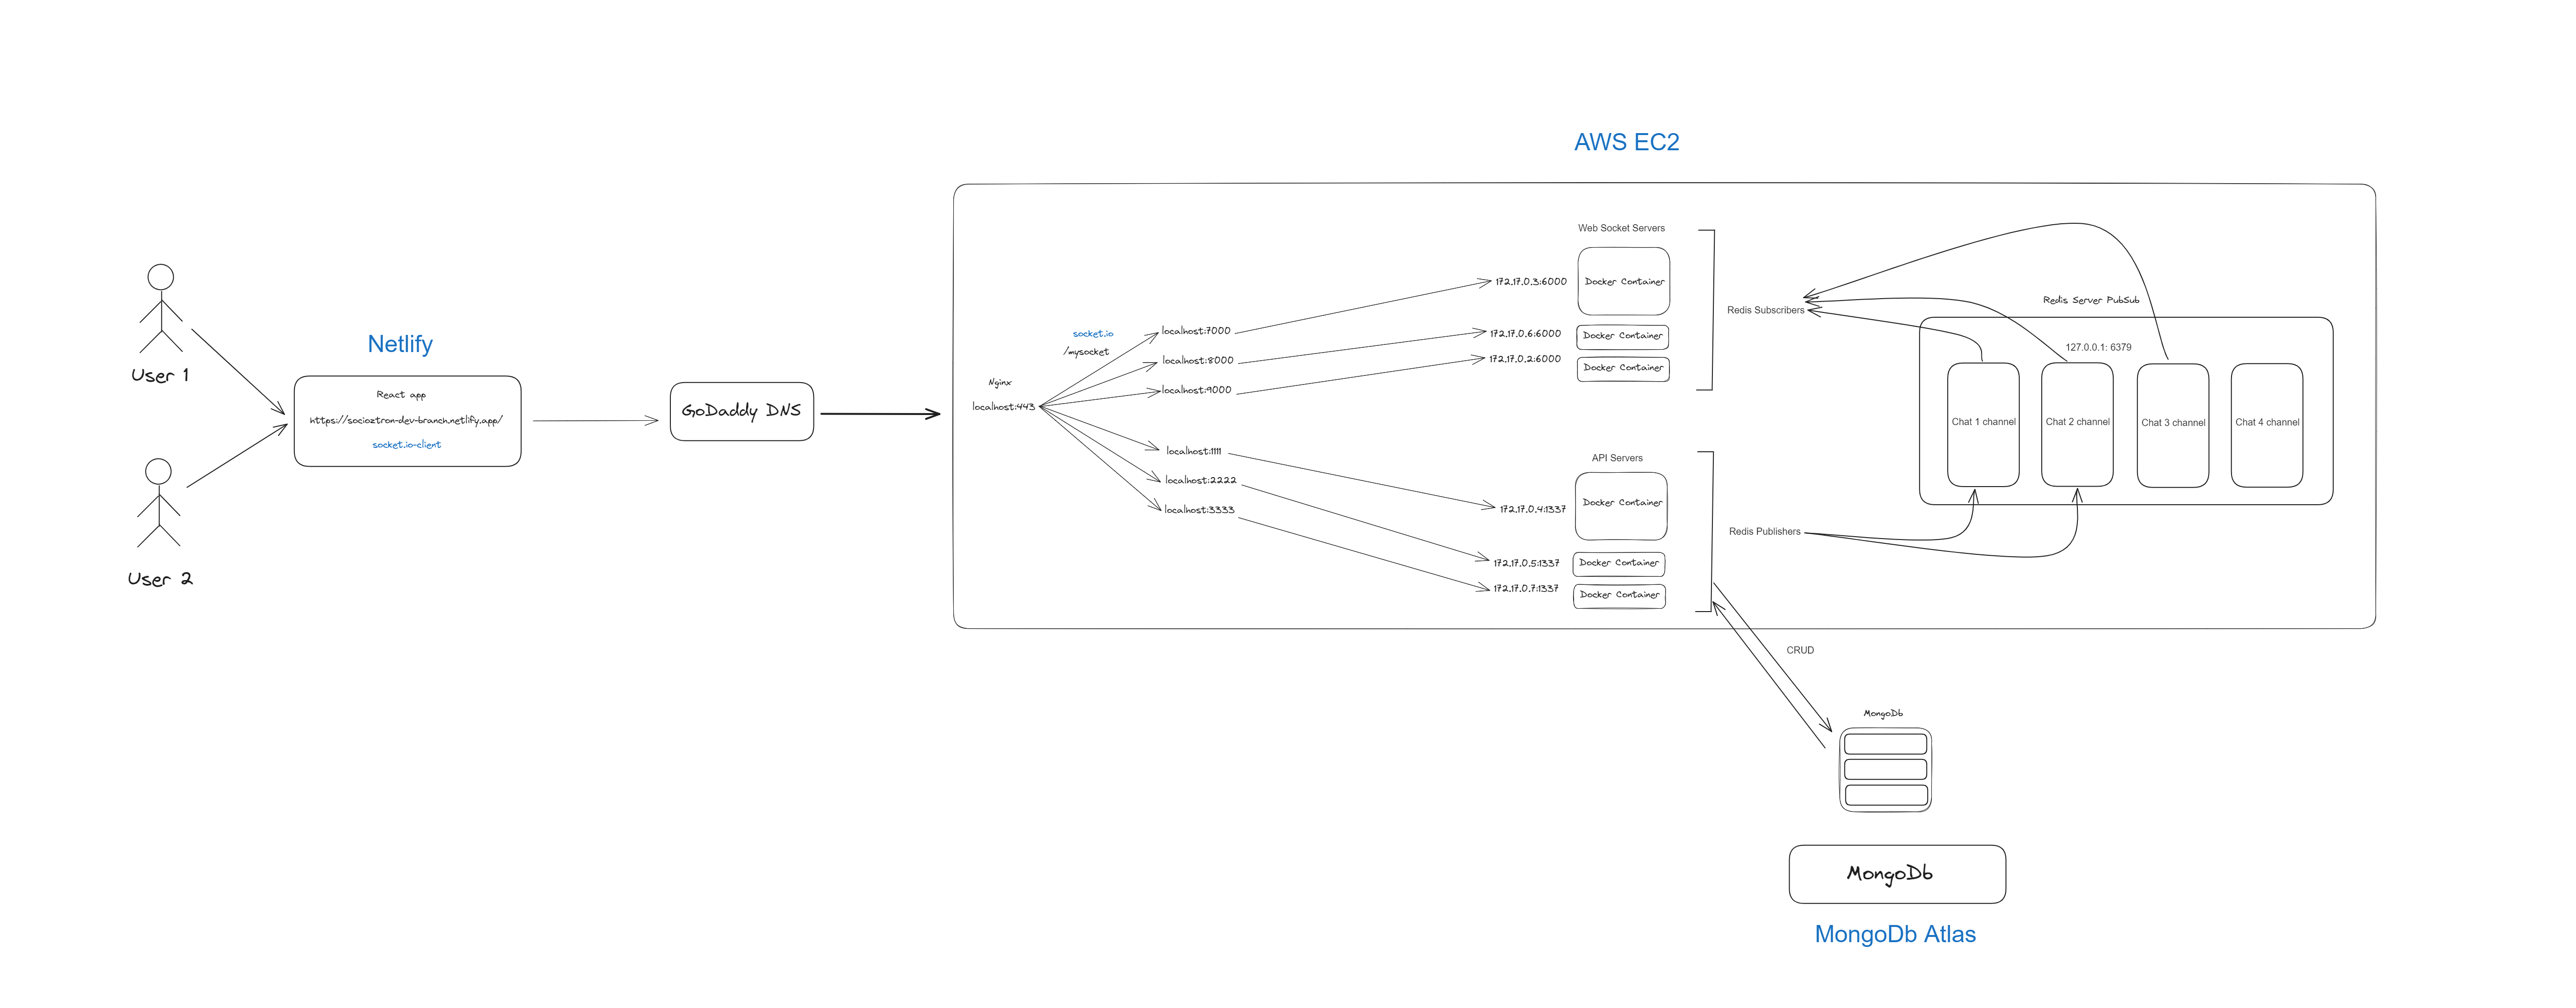 AWS EC2
User 1
User 2
Netlify
React app
https://socioztron-dev-branch.netlify.app/
socket.io-client
GoDaddy DNS
Nginx
localhost:443
socket.io
/mysocket
localhost:7000
localhost:8000
localhost:9000
localhost:1111
localhost:2222
localhost:3333
Web Socket Servers
172.17.0.3:6000
Docker Container
172.17.0.6:6000
Docker Container
172.17.0.2:6000
Docker Container
API Servers
172.17.0.4:1337
Docker Container
172.17.0.5:1337
Docker Container
172.17.0.7:1337
Docker Container
Redis Subscribers
Redis Publishers
Redis Server PubSub
127.0.0.1: 6379
Chat 1 channel
Chat 2 channel
Chat 3 channel
Chat 4 channel
CRUD
MongoDb
MongoDb
MongoDb Atlas